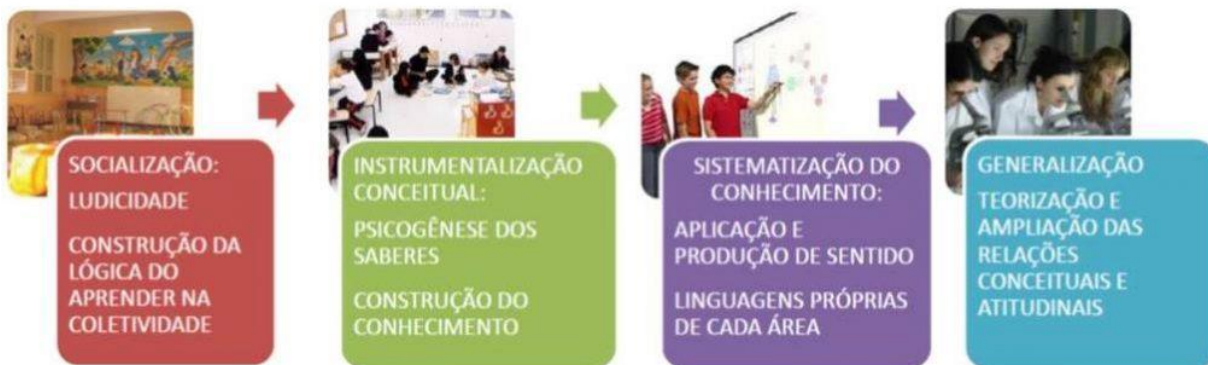 SOCIALIZAÇÃO:
LUDICIDADE
CONSTRUÇÃO DA
LÓGICA DO
APRENDER NA
COLETIVIDADE
INSTRUMENTALIZAÇÃO
CONCEITUAL:
PSICOGÊNESE DOS
SABERES
CONSTRUÇÃO DO
CONHECIMENTO
SISTEMATIZAÇÃO DO
CONHECIMENTO:
APLICAÇÃO E
PRODUÇÃO DE SENTIDO
LINGUAGENS PRÓPRIAS
DE CADA ÁREA
GENERALIZAÇÃO
TEORIZAÇÃO E
AMPLIAÇÃO DAS
RELAÇÕES
CONCEITUAIS E
ATITUDINAIS